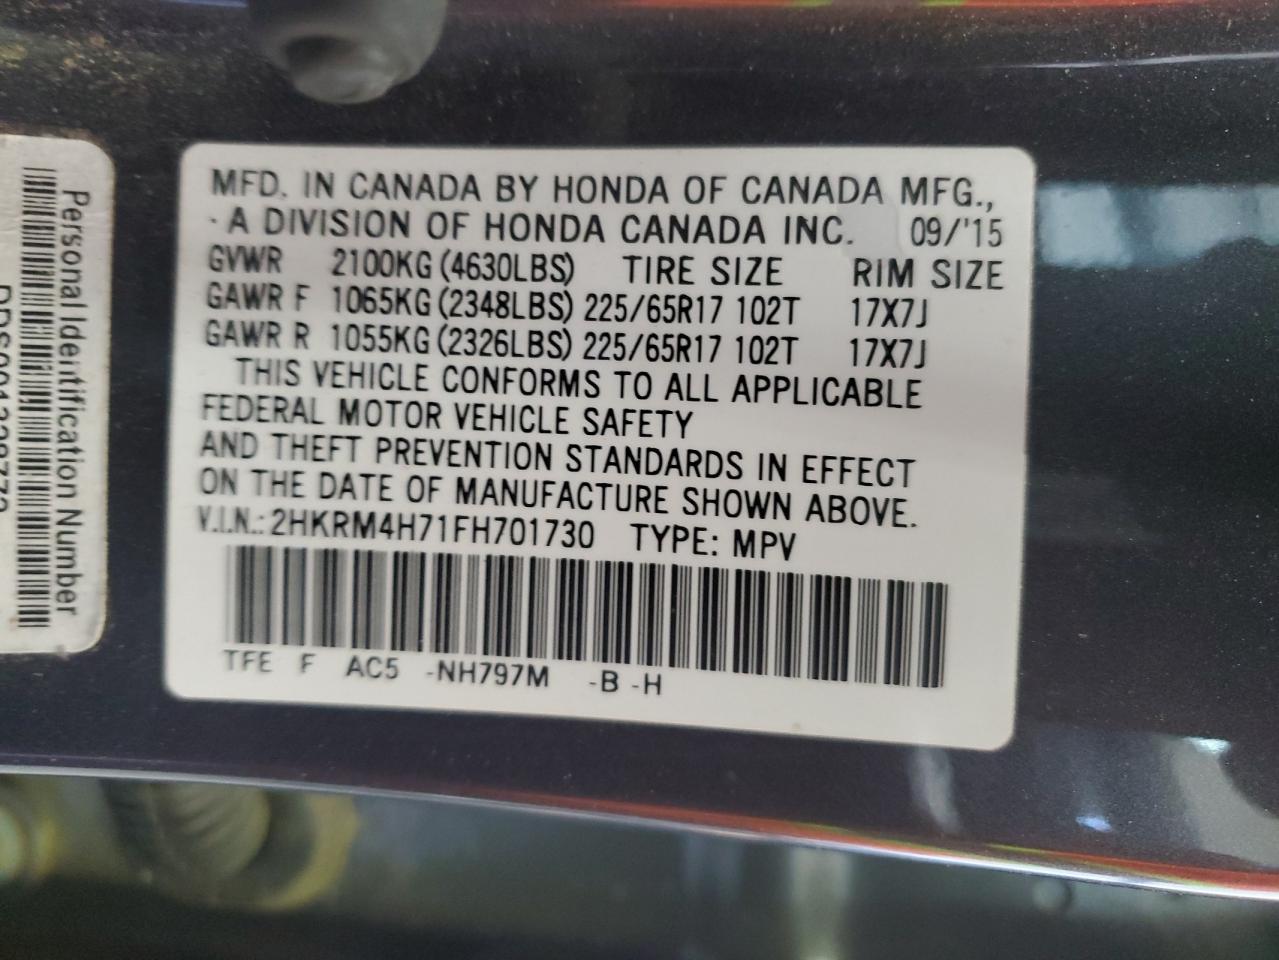 MFD. IN CANADA BY HONDA OF CANADA MFG.,
· A DIVISION OF HONDA CANADA INC. 09/'15
GVWR 2100KG (4630LBS) TIRE SIZE RIM SIZE
GAWR F 1065KG (2348LBS) 225/65R17 102T 17X7J
GAWR R 1055KG (2326LBS) 225/65R17 102T 17X7J
THIS VEHICLE CONFORMS TO ALL APPLICABLE
FEDERAL MOTOR VEHICLE SAFETY
AND THEFT PREVENTION STANDARDS IN EFFECT
ON THE DATE OF MANUFACTURE SHOWN ABOVE.
V.I.N.: 2HKRM4H71FH701730 TYPE: MPV
TFE F AC5 -NH797M -B -H
Personal Identification Number